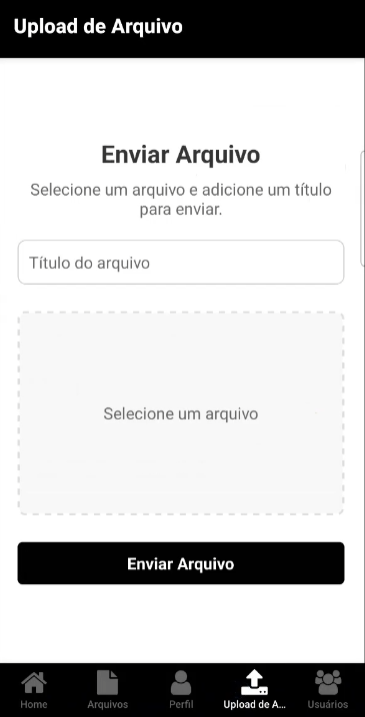 Upload de Arquivo
Enviar Arquivo
Selecione um arquivo e adicione um título
para enviar.
Título do arquivo
Selecione um arquivo
Enviar Arquivo
Home
Arquivos
Perfil
Upload de A...
Usuários